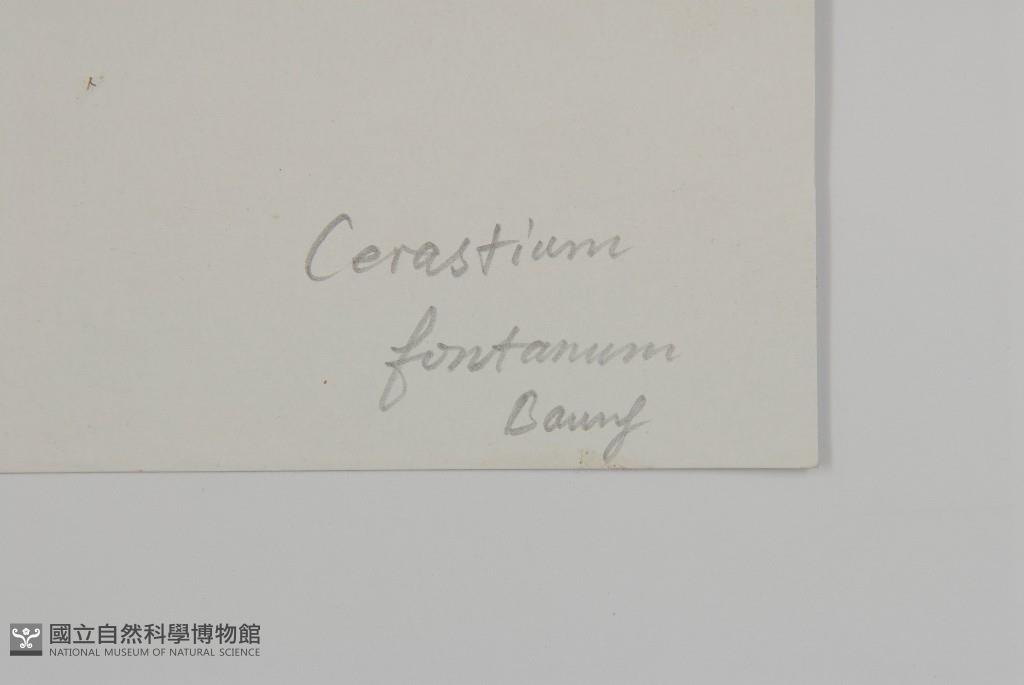 Cerastium
fontanum
Baumg
國立自然科學博物館
NATIONAL MUSEUM OF NATURAL SCIENCE